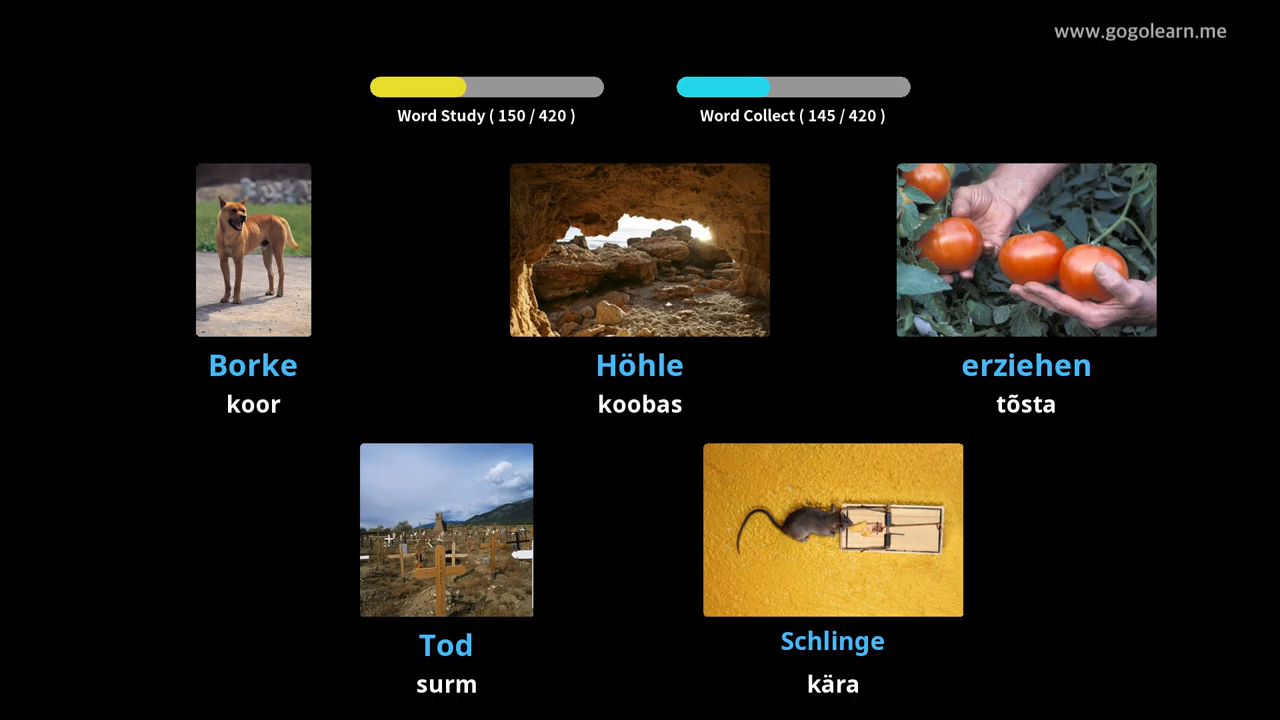 www.gogolearn.me
Word Study ( 150 / 420 )
Word Collect ( 145 / 420 )
Borke
koor
Höhle
koobas
erziehen
tõsta
Tod
surm
Schlinge
kära